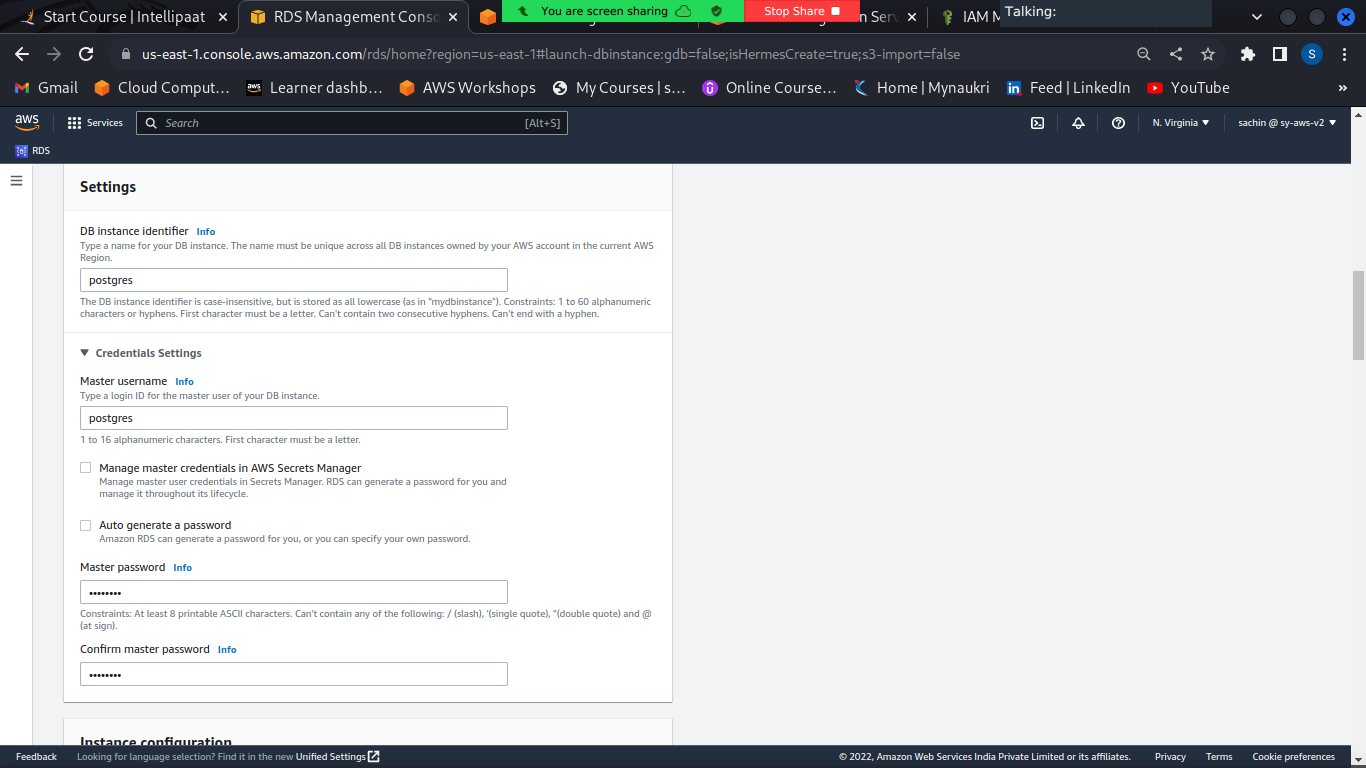 Start Course | Intellipaat
RDS Management Conso
You are screen sharing
Stop Share
n Serv
IAM M
Talking:
us-east-1.console.aws.amazon.com/rds/home?region=us-east-1#launch-dbinstance:gdb=false;isHermesCreate=true;s3-import=false
S
Gmail
Cloud Comput…
aws
Learner dashb…
AWS Workshops
My Courses | s…
Online Course…
Home | Mynaukri
Feed | LinkedIn
YouTube
»
aws
Services
Search
[Alt+S]
N. Virginia
sachin @ sy-aws-v2
RDS
Settings
DB instance identifier Info
Type a name for your DB instance. The name must be unique across all DB instances owned by your AWS account in the current AWS
Region.
postgres
The DB instance identifier is case-insensitive, but is stored as all lowercase (as in "mydbinstance"). Constraints: 1 to 60 alphanumeric
characters or hyphens. First character must be a letter. Can't contain two consecutive hyphens. Can't end with a hyphen.
Credentials Settings
Master username Info
Type a login ID for the master user of your DB instance.
postgres
1 to 16 alphanumeric characters. First character must be a letter.
Manage master credentials in AWS Secrets Manager
Manage master user credentials in Secrets Manager. RDS can generate a password for you and
manage it throughout its lifecycle.
Auto generate a password
Amazon RDS can generate a password for you, or you can specify your own password.
Master password Info
••••••••
Constraints: At least 8 printable ASCII characters. Can't contain any of the following: / (slash), '(single quote), "(double quote) and @
(at sign).
Confirm master password Info
••••••••
Instance configuration
Feedback
Looking for language selection? Find it in the new Unified Settings
© 2022, Amazon Web Services India Private Limited or its affiliates.
Privacy
Terms
Cookie preferences